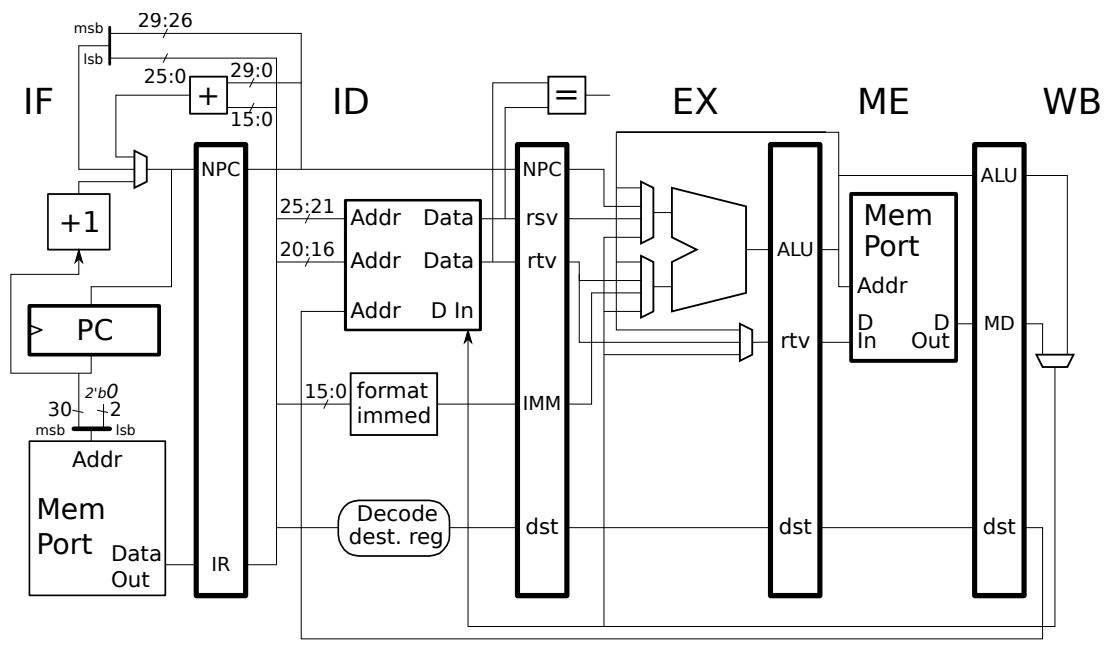 msb
29:26
lsb
25:0
29:0
15:0
IF
+
ID
=
EX
ME
WB
NPC
NPC
ALU
+1
25:21
Addr
Data
rsv
Mem
Port
20:16
Addr
Data
rtv
ALU
Addr
Addr
D In
PC
D
In
D
Out
MD
rtv
2'b0
30
2
msb
lsb
15:0
format
immed
IMM
Addr
Mem
Port
Data
Out
IR
Decode
dest. reg
dst
dst
dst